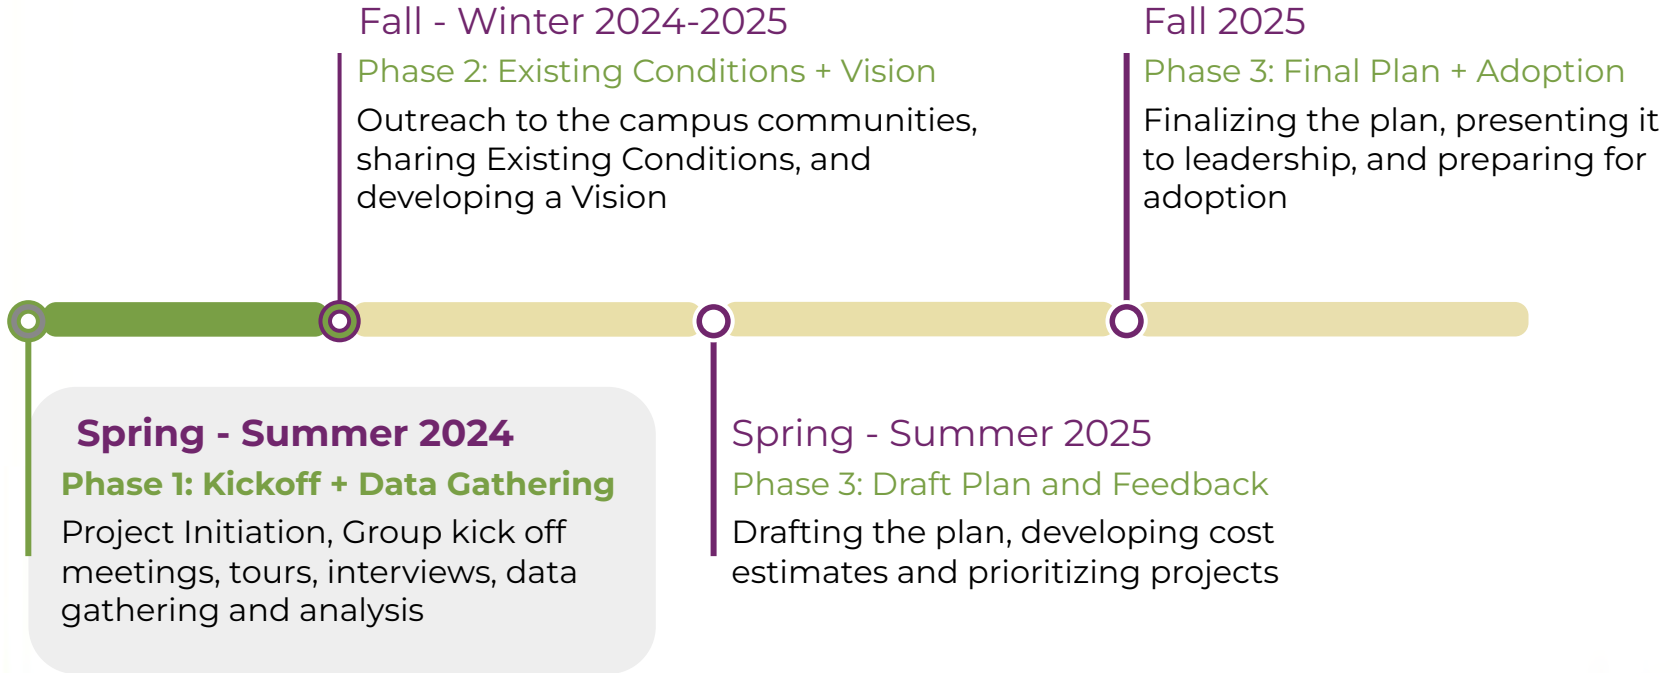 Fall - Winter 2024-2025
Phase 2: Existing Conditions + Vision
Outreach to the campus communities,
sharing Existing Conditions, and
developing a Vision
Fall 2025
Phase 3: Final Plan + Adoption
Finalizing the plan, presenting it
to leadership, and preparing for
adoption
Spring - Summer 2024
Phase 1: Kickoff + Data Gathering
Project Initiation, Group kick off
meetings, tours, interviews, data
gathering and analysis
Spring - Summer 2025
Phase 3: Draft Plan and Feedback
Drafting the plan, developing cost
estimates and prioritizing projects